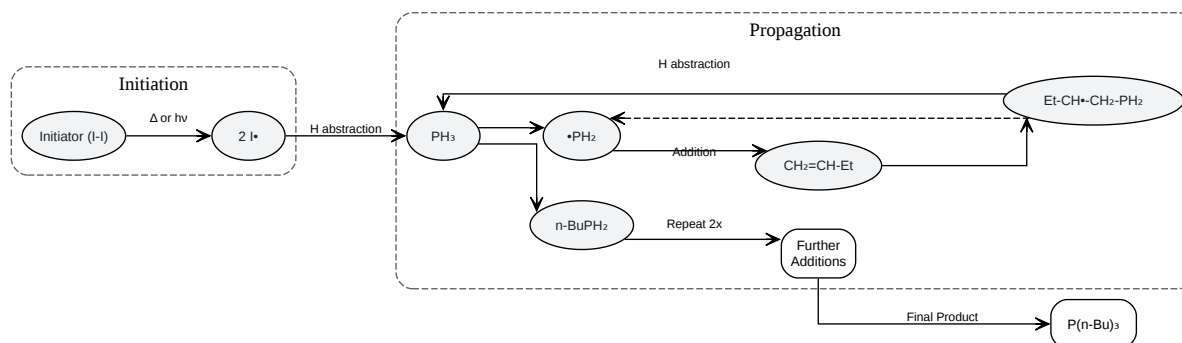 Propagation
H abstraction
Initiation
Et-CH•-CH₂-PH₂
Δ or hν
Initiator (I-I)
2 I•
H abstraction
PH₃
•PH₂
Addition
CH₂=CH-Et
n-BuPH₂
Repeat 2x
Further
Additions
Final Product
P(n-Bu)₃